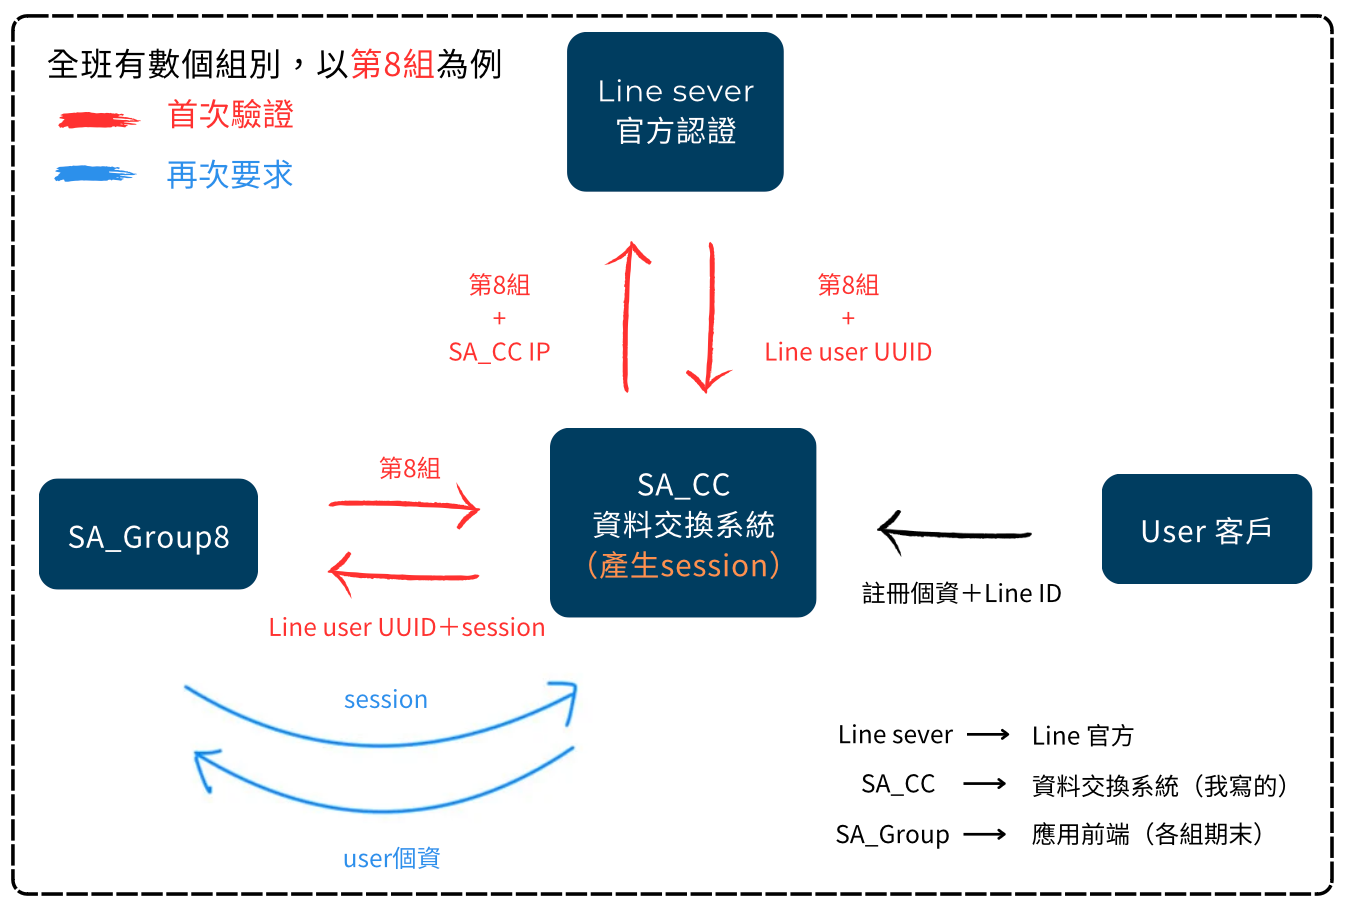 全班有數個組別，以第8組為例
首次驗證
再次要求
Line sever
官方認證
第8組
+
SA_CC IP
第8組
+
Line user UUID
第8組
SA_Group8
Line user UUID＋session
SA_CC
資料交換系統
（產生session）
User 客戶
註冊個資＋Line ID
session
user個資
Line sever → Line 官方
SA_CC → 資料交換系統（我寫的）
SA_Group → 應用前端（各組期末）